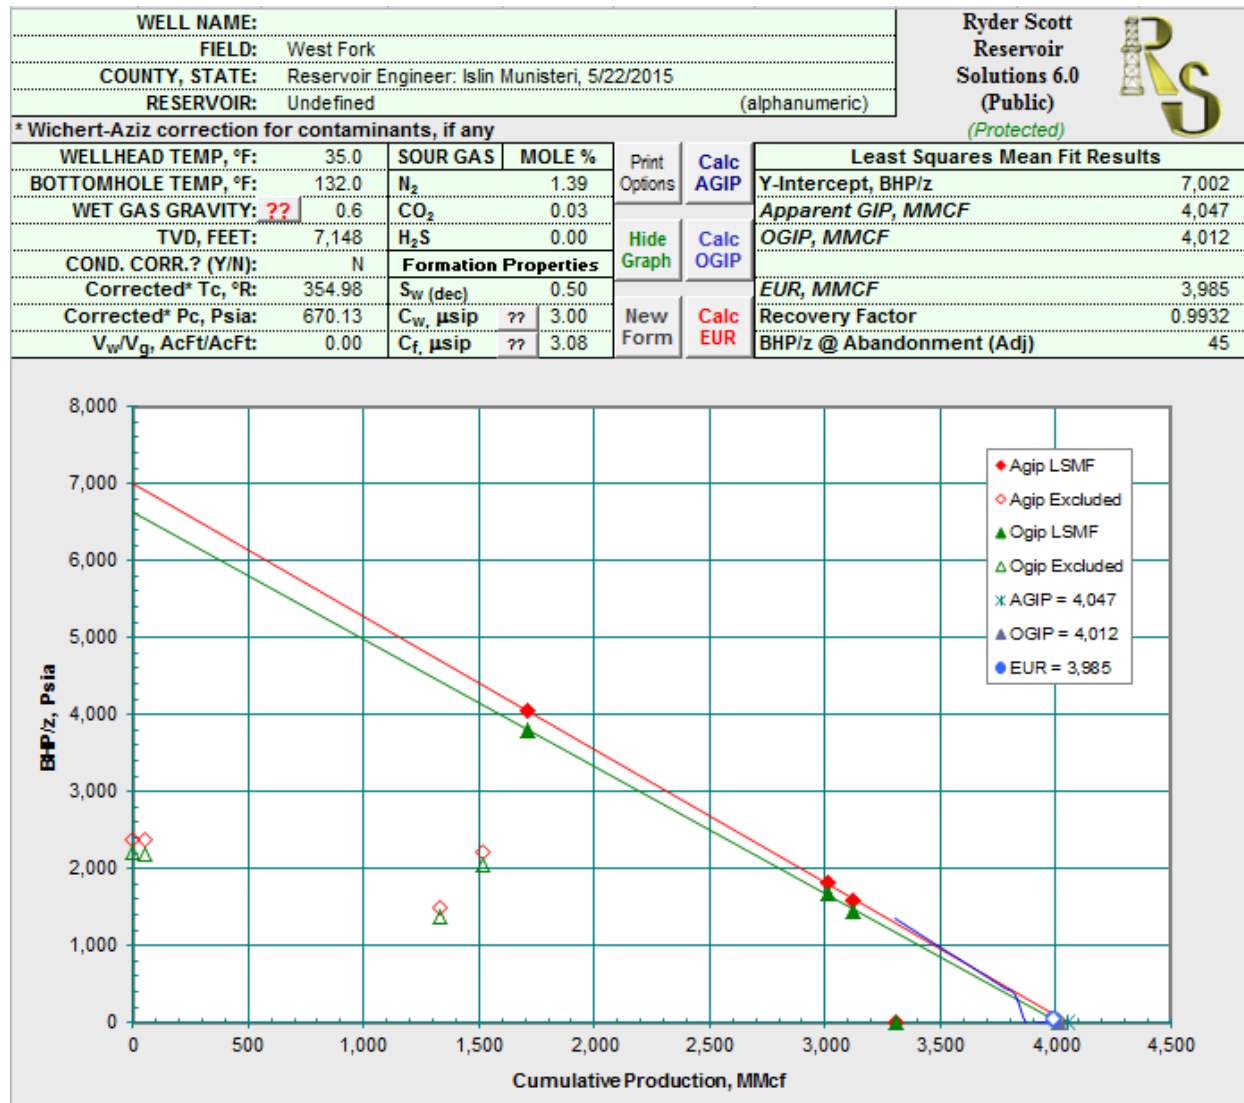 WELL NAME:
FIELD: West Fork
COUNTY, STATE: Reservoir Engineer: Islin Munisteri, 5/22/2015
RESERVOIR: Undefined (alphanumeric)
Ryder Scott
Reservoir
Solutions 6.0
(Public)
(Protected)
RS
* Wichert-Aziz correction for contaminants, if any
WELLHEAD TEMP, ºF: 35.0 SOUR GAS MOLE % Print Options Calc AGIP Least Squares Mean Fit Results
BOTTOMHOLE TEMP, ºF: 132.0 N₂ 1.39 Y-Intercept, BHP/z 7,002
WET GAS GRAVITY: ?? 0.6 CO₂ 0.03 Apparent GIP, MMCF 4,047
TVD, FEET: 7,148 H₂S 0.00 Hide Graph Calc OGIP OGIP, MMCF 4,012
COND. CORR.? (Y/N): N Formation Properties
Corrected* Tc, ºR: 354.98 Sw (dec) 0.50 EUR, MMCF 3,985
Corrected* Pc, Psia: 670.13 Cw, µsip ?? 3.00 New Form Calc EUR Recovery Factor 0.9932
Vw/Vg, AcFt/AcFt: 0.00 Cf, µsip ?? 3.08 BHP/z @ Abandonment (Adj) 45
8,000
7,000
6,000
5,000
4,000
3,000
2,000
1,000
0
BHP/z, Psia
Agip LSMF
Agip Excluded
Ogip LSMF
Ogip Excluded
AGIP = 4,047
OGIP = 4,012
EUR = 3,985
0 500 1,000 1,500 2,000 2,500 3,000 3,500 4,000 4,500
Cumulative Production, MMcf